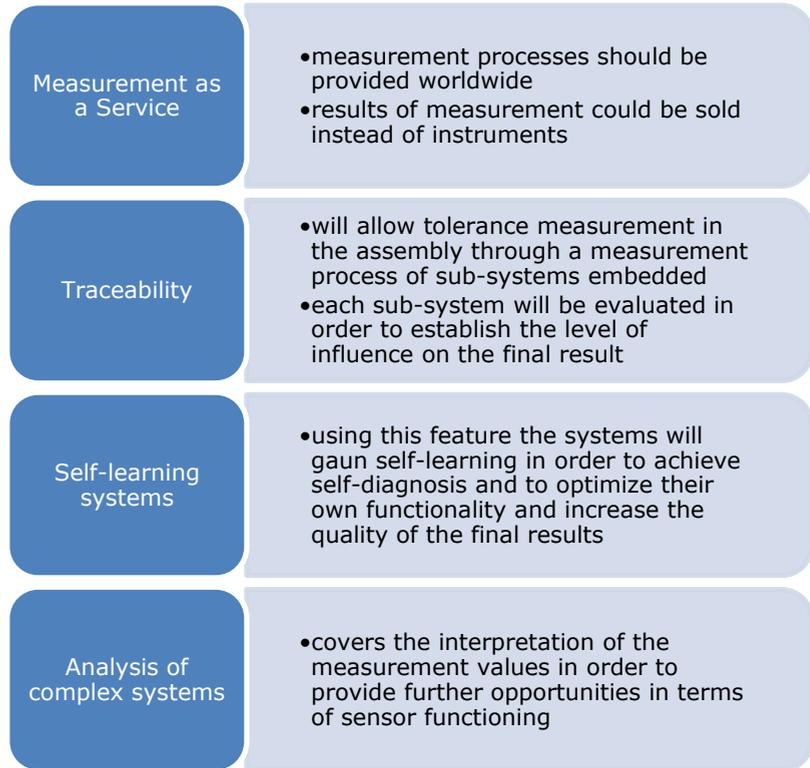 Measurement as
a Service
•measurement processes should be
provided worldwide
•results of measurement could be sold
instead of instruments
Traceability
•will allow tolerance measurement in
the assembly through a measurement
process of sub-systems embedded
•each sub-system will be evaluated in
order to establish the level of
influence on the final result
Self-learning
systems
•using this feature the systems will
gaun self-learning in order to achieve
self-diagnosis and to optimize their
own functionality and increase the
quality of the final results
Analysis of
complex systems
•covers the interpretation of the
measurement values in order to
provide further opportunities in terms
of sensor functioning